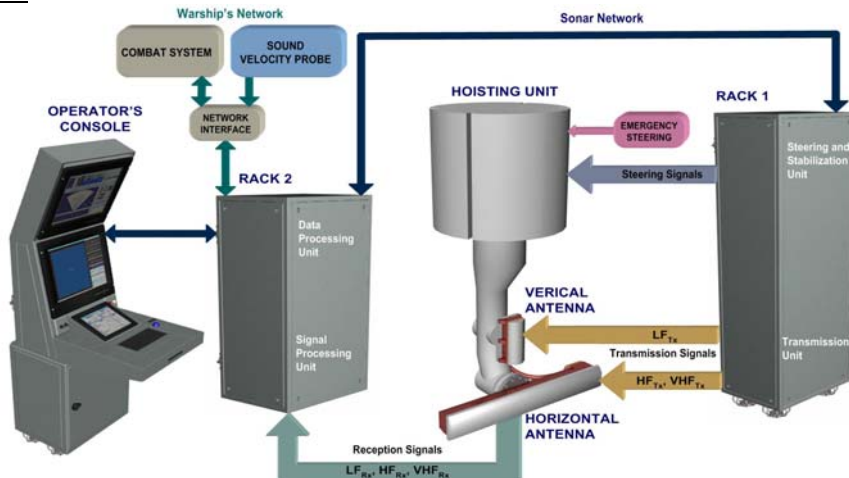 Warship's Network
Sonar Network
COMBAT SYSTEM
SOUND
VELOCITY PROBE
NETWORK
INTERFACE
OPERATOR'S
CONSOLE
RACK 2
Data
Processing
Unit
Signal
Processing
Unit
HOISTING UNIT
EMERGENCY
STEERING
Steering Signals
RACK 1
Steering and
Stabilization
Unit
VERICAL
ANTENNA
LFTx
Transmission Signals
HFTx, VHFTx
Transmission
Unit
HORIZONTAL
ANTENNA
Reception Signals
LFRx, HFRx, VHFRx